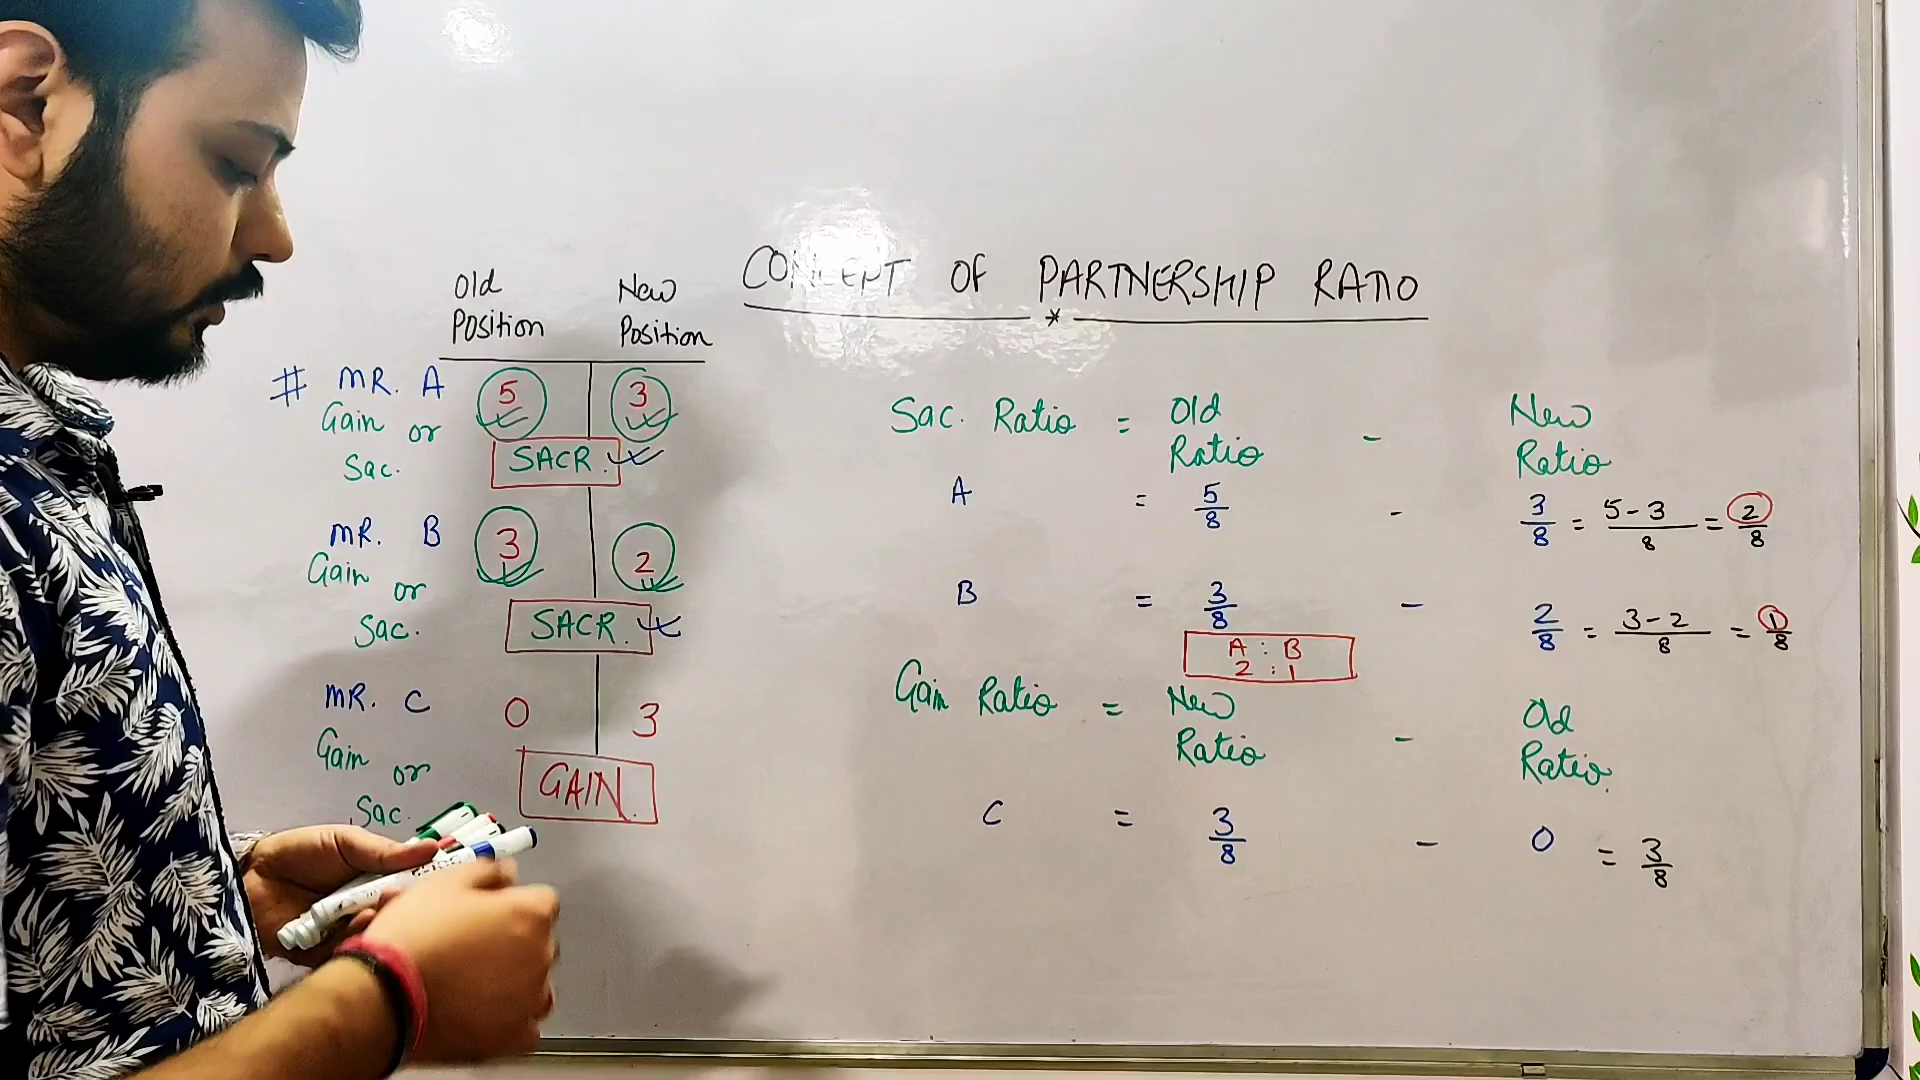 CONCEPT OF PARTNERSHIP RATIO
*
Old Position
New Position
# MR. A 5 3
Gain or Sac.
SACR.
MR. B 3 2
Gain or Sac.
SACR.
MR. C 0 3
Gain or Sac.
GAIN.
Sac. Ratio = Old Ratio - New Ratio
A = 5/8 - 3/8 = 5-3/8 = 2/8
B = 3/8 - 2/8 = 3-2/8 = 1/8
A : B
2 : 1
Gain Ratio = New Ratio - Old Ratio.
C = 3/8 - 0 = 3/8